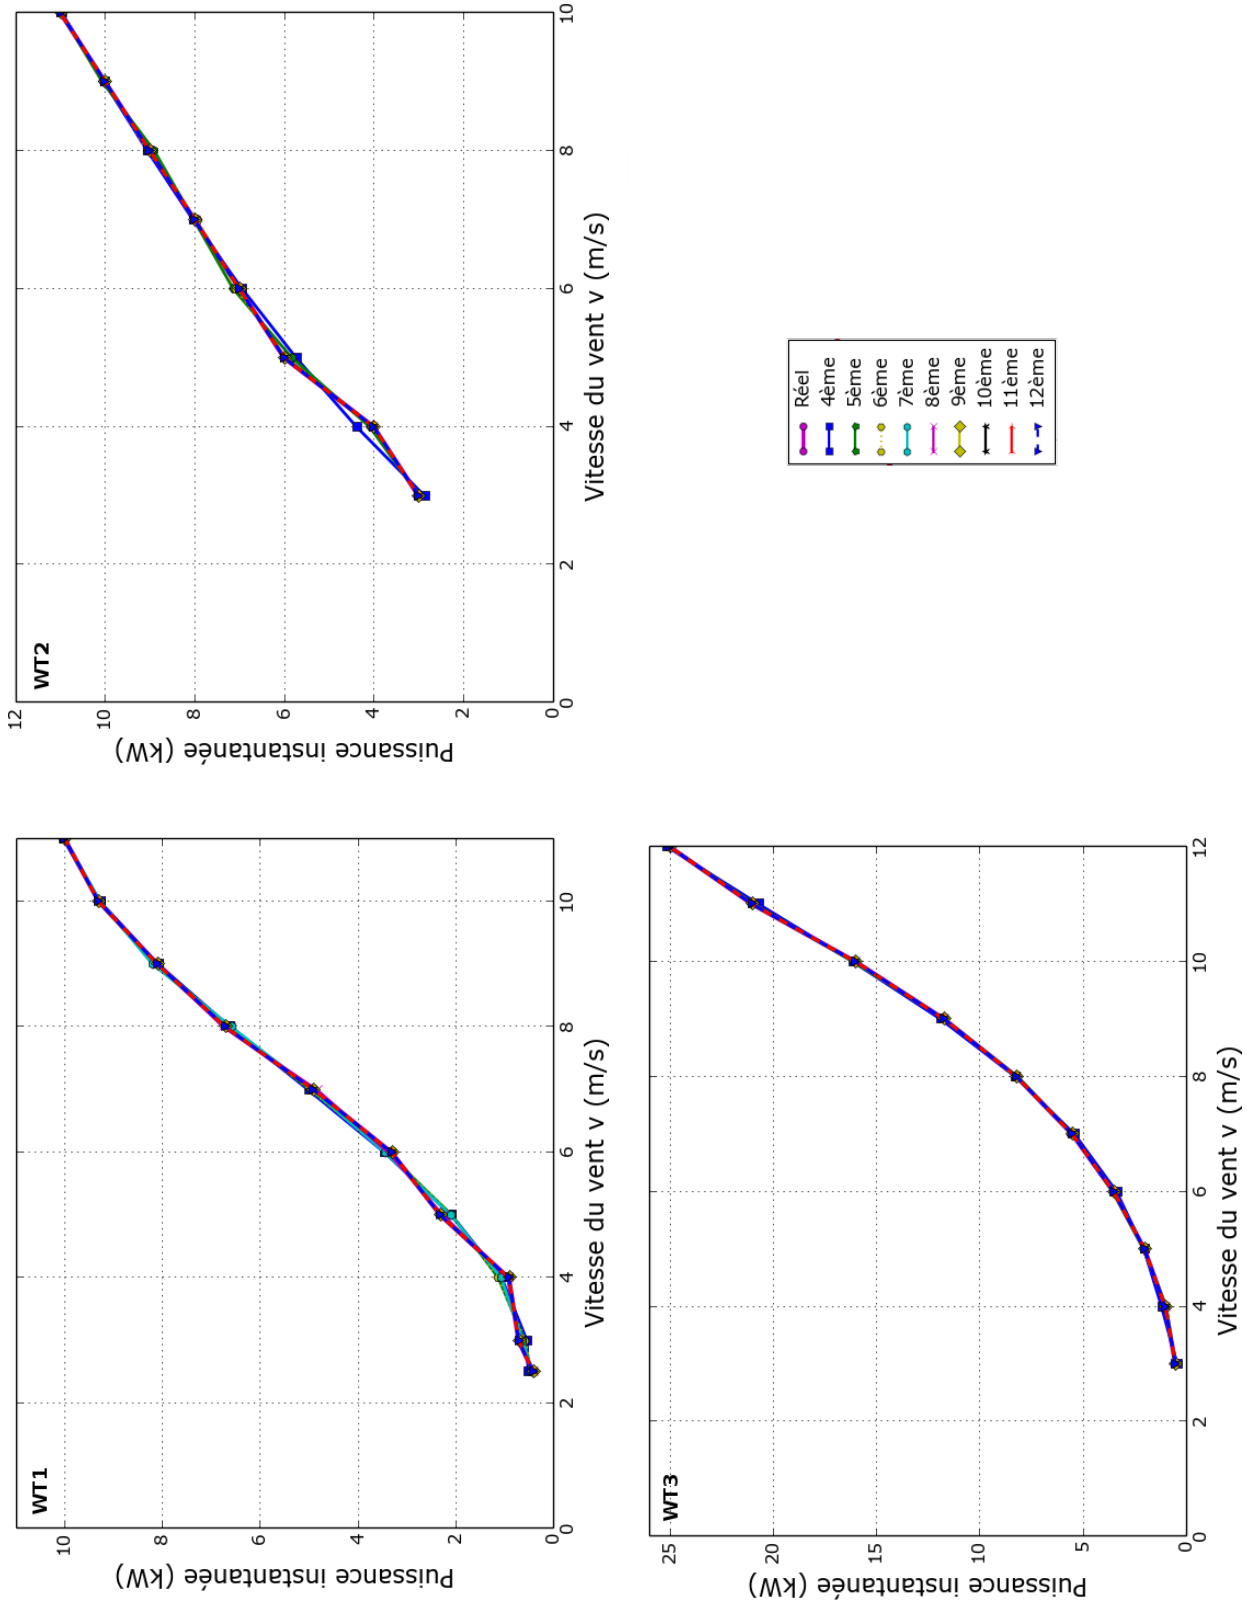 WT1
Puissance instantanée (kW)
10
8
6
4
2
0
0
2
4
6
8
10
Vitesse du vent v (m/s)
WT2
Puissance instantanée (kW)
12
10
8
6
4
2
0
0
2
4
6
8
10
Vitesse du vent v (m/s)
WT3
Puissance instantanée (kW)
25
20
15
10
5
0
0
2
4
6
8
10
12
Vitesse du vent v (m/s)
Réel
4ème
5ème
6ème
7ème
8ème
9ème
10ème
11ème
12ème